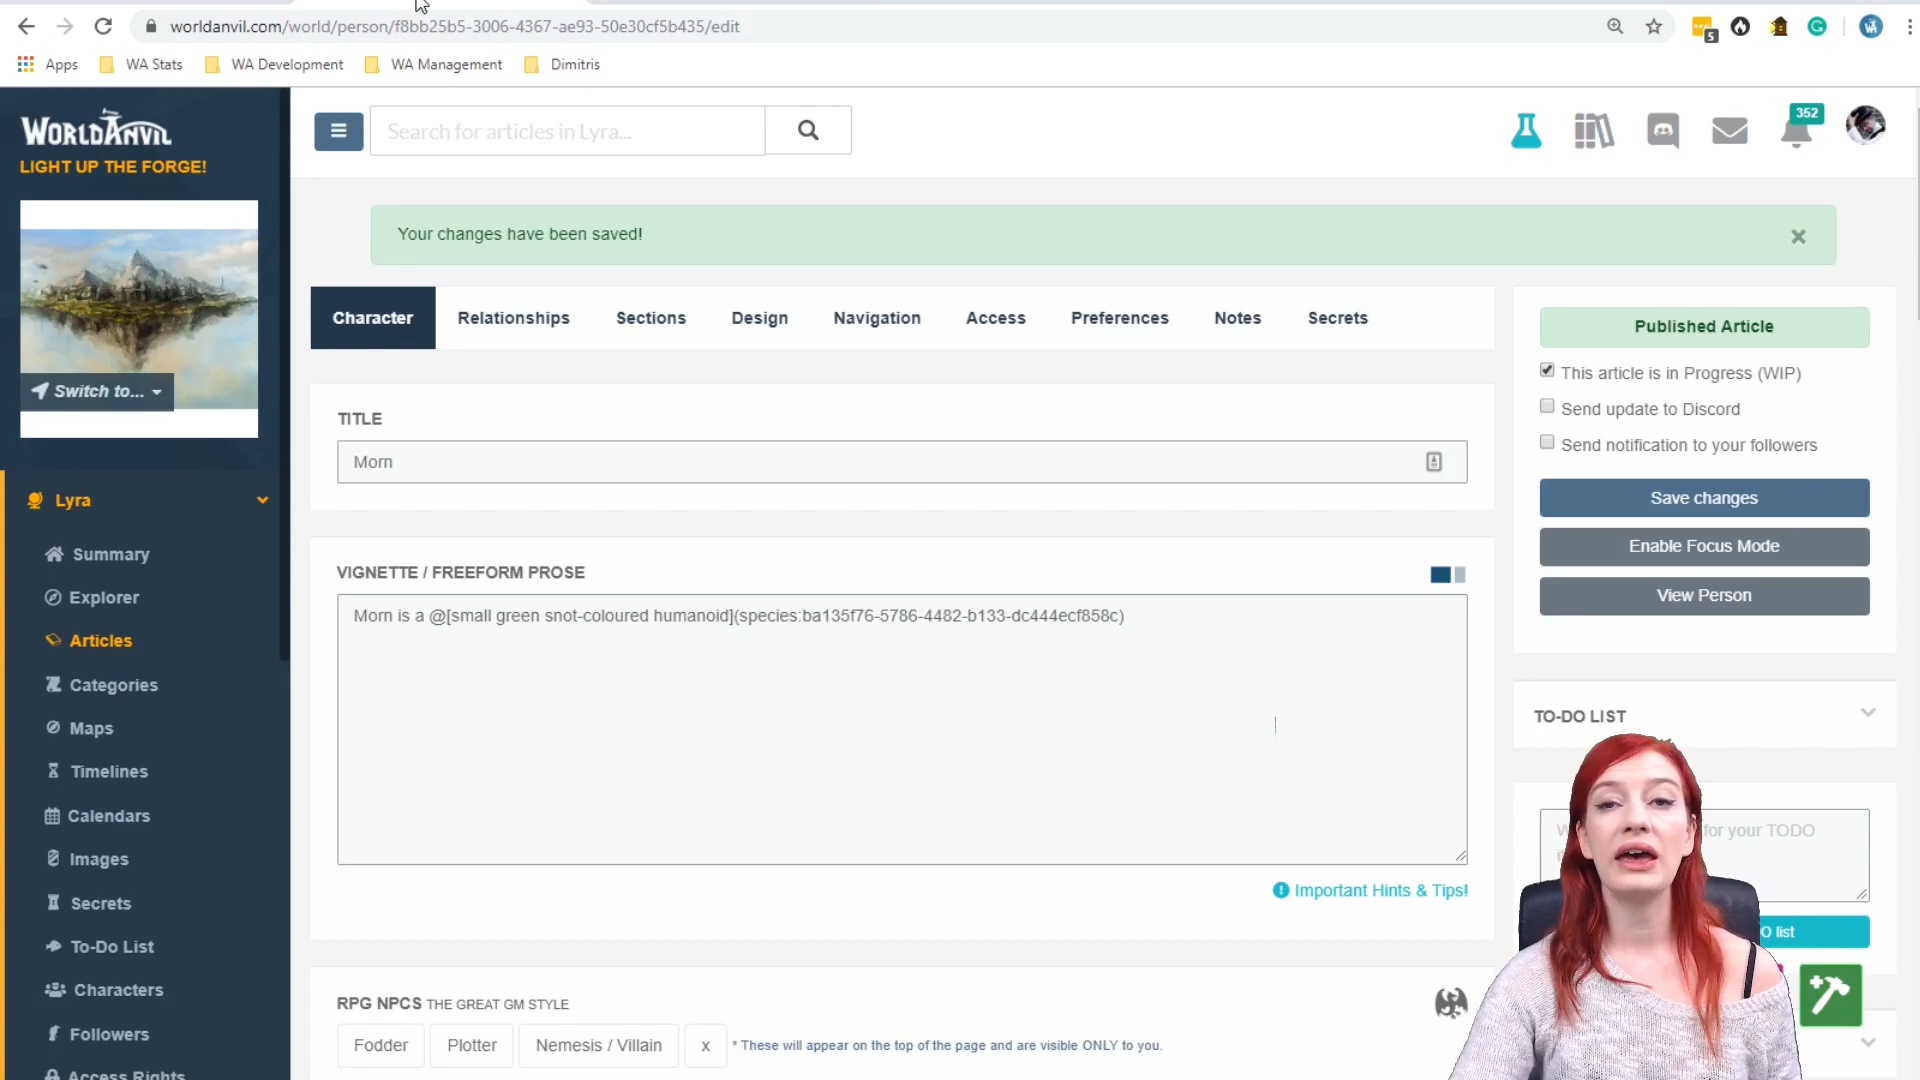 worldanvil.com/world/person/f8bb25b5-3006-4367-ae93-50e30cf5b435/edit
5
Apps WA Stats WA Development WA Management Dimitris
WORLDANVIL
LIGHT UP THE FORGE!
Switch to...
Lyra
Summary
Explorer
Articles
Categories
Maps
Timelines
Calendars
Images
Secrets
To-Do List
Characters
Followers
Access Rights
Search for articles in Lyra...
352
Your changes have been saved!
Character Relationships Sections Design Navigation Access Preferences Notes Secrets
TITLE
Morn
VIGNETTE / FREEFORM PROSE
Morn is a @[small green snot-coloured humanoid](species:ba135f76-5786-4482-b133-dc444ecf858c)
Important Hints & Tips!
RPG NPCS THE GREAT GM STYLE
Fodder Plotter Nemesis / Villain x * These will appear on the top of the page and are visible ONLY to you.
Published Article
This article is in Progress (WIP)
Send update to Discord
Send notification to your followers
Save changes
Enable Focus Mode
View Person
TO-DO LIST
for your TODO
list